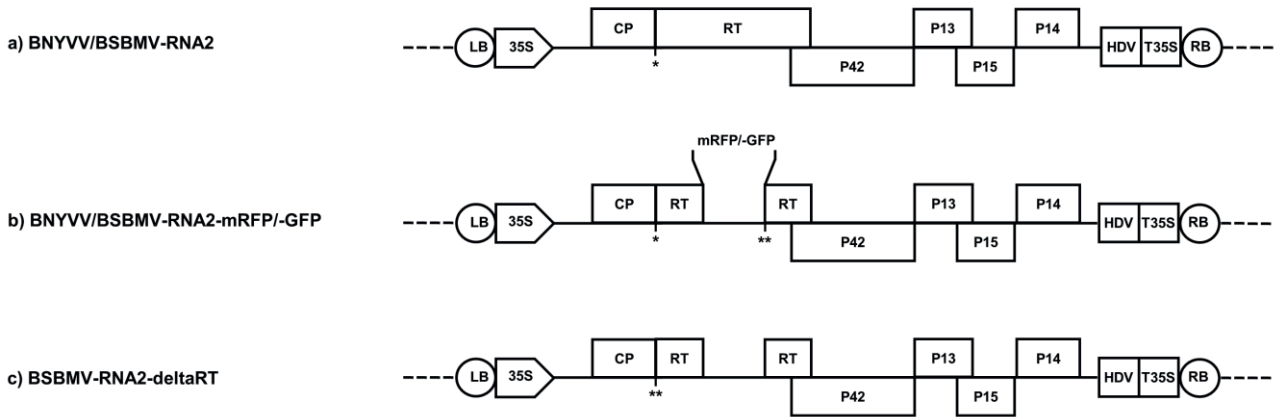 a) BNYVV/BSBMV-RNA2
LB 35S CP RT P13 P14 HDV T35S RB
* P42 P15
mRFP/-GFP
b) BNYVV/BSBMV-RNA2-mRFP/-GFP
LB 35S CP RT RT P13 P14 HDV T35S RB
* ** P42 P15
c) BSBMV-RNA2-deltaRT
LB 35S CP RT RT P13 P14 HDV T35S RB
** P42 P15